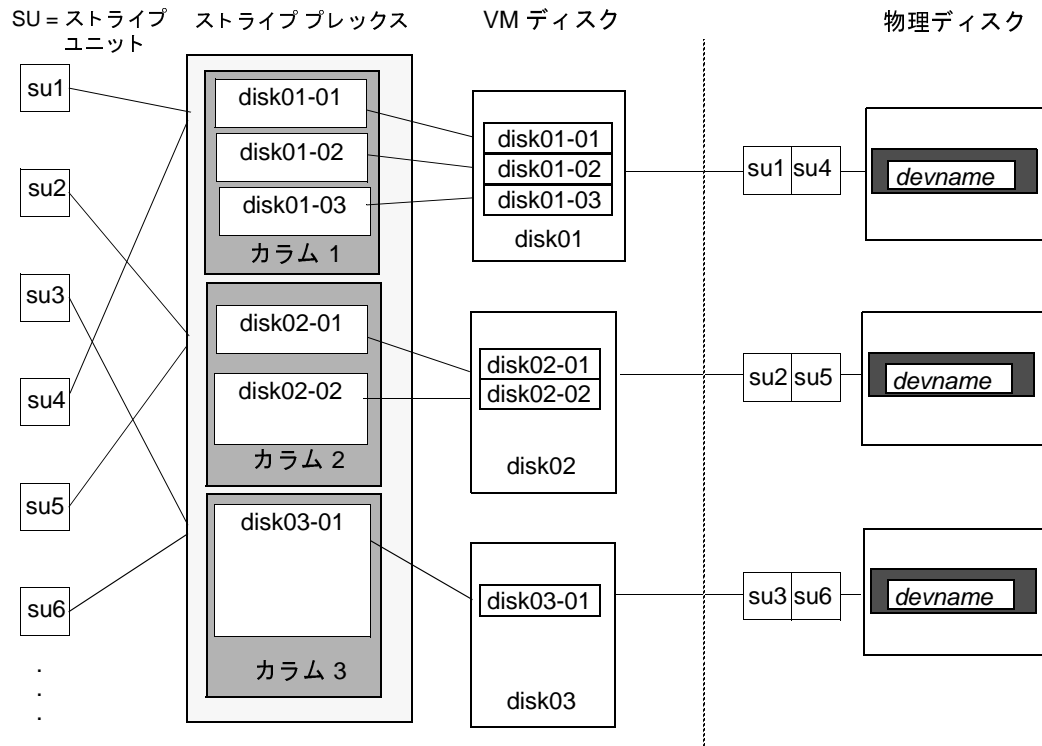 SU = ストライプ
ユニット
ストライプ プレックス
VM ディスク
物理ディスク
su1
su2
su3
su4
su5
su6
.
.
.
disk01-01
disk01-02
disk01-03
カラム 1
disk02-01
disk02-02
カラム 2
disk03-01
カラム 3
disk01-01
disk01-02
disk01-03
disk01
disk02-01
disk02-02
disk02
disk03-01
disk03
su1 su4
devname
su2 su5
devname
su3 su6
devname